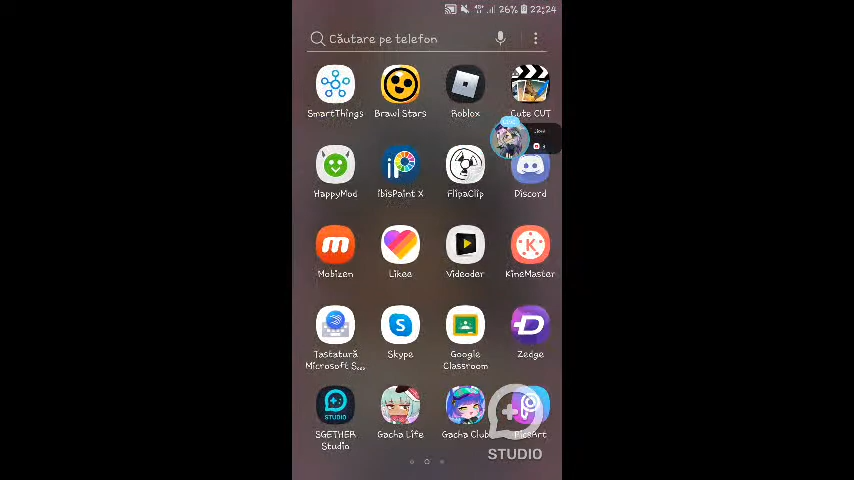 26% 22:24
Căutare pe telefon
SmartThings Brawl Stars Roblox Cute CUT
HappyMod ibisPaint X FlipaClip Discord
Mobizen Likee Videoder KineMaster
Tastatură Skype Google Zedge
Microsoft S... Classroom
STUDIO
SGETHER Gacha Life Gacha Club PicsArt
Studio
STUDIO